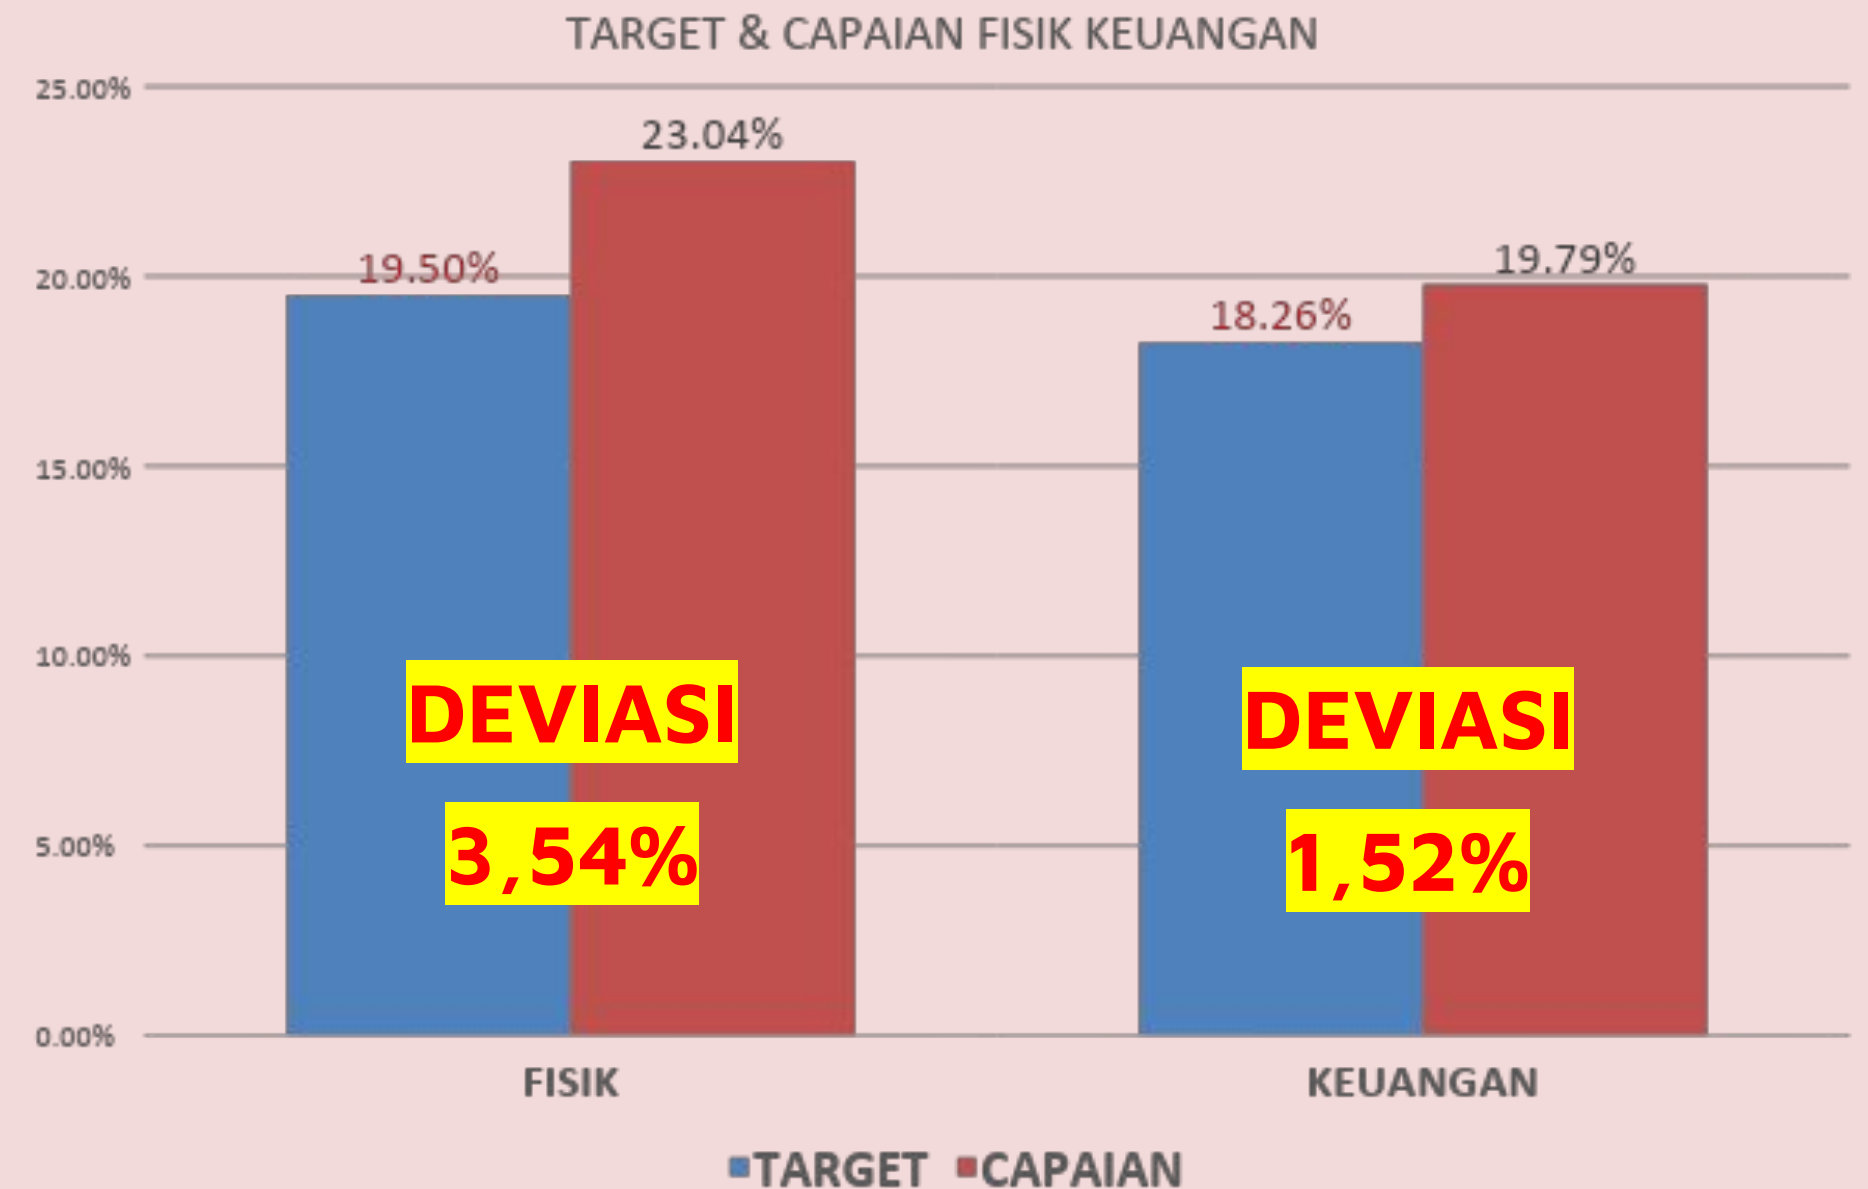 TARGET & CAPAIAN FISIK KEUANGAN
25.00%
20.00%
15.00%
10.00%
5.00%
0.00%
19.50%
23.04%
18.26%
19.79%
DEVIASI
3,54%
DEVIASI
1,52%
FISIK
KEUANGAN
TARGET CAPAIAN